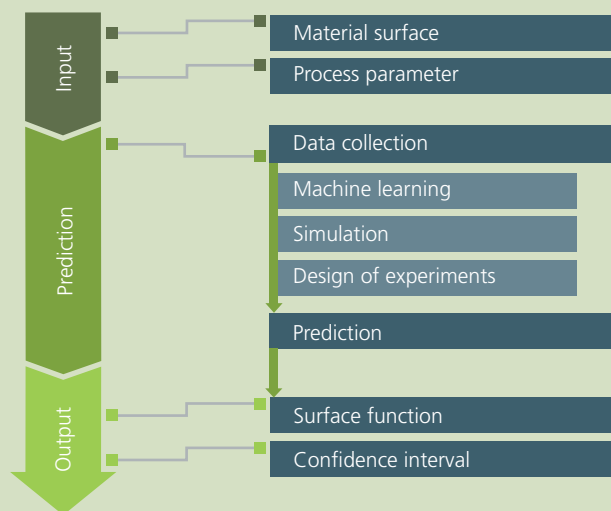 Input
Material surface
Process parameter
Prediction
Data collection
Machine learning
Simulation
Design of experiments
Prediction
Output
Surface function
Confidence interval